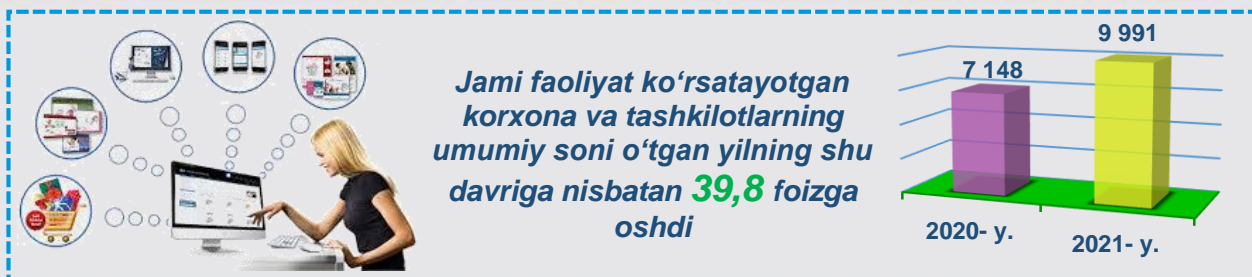 Jami faoliyat ko‘rsatayotgan
korxona va tashkilotlarning
umumiy soni o‘tgan yilning shu
davriga nisbatan 39,8 foizga
oshdi
9 991
7 148
2020- y.
2021- y.